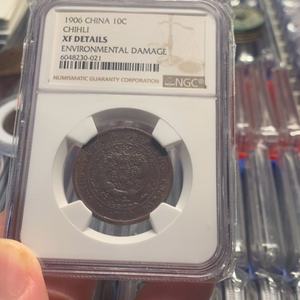 1906 CHINA 10C
CHIHLI
XF DETAILS
ENVIRONMENTAL DAMAGE
6048230-021
NUMISMATIC GUARANTY CORPORATION
NGC